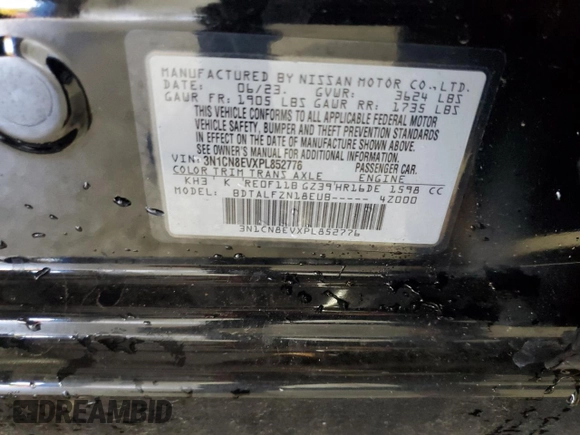 MANUFACTURED BY NISSAN MOTOR CO.,LTD.
DATE: 06/23. GVWR: 3624 LBS
GAWR FR: 1905 LBS GAWR RR: 1735 LBS
THIS VEHICLE CONFORMS TO ALL APPLICABLE FEDERAL MOTOR
VEHICLE SAFETY, BUMPER AND THEFT PREVENTION STANDARDS
IN EFFECT ON THE DATE OF MANUFACTURE SHOWN ABOVE.
SEE OWNER'S MANUAL FOR MORE INFORMATION.
VIN: 3N1CN8EVXPL852776 PASSENGER CAR
COLOR TRIM TRANS AXLE ENGINE
KH3 K RE0F11B GZ39 HR16DE 1598 CC
MODEL: BDTALFZN18EUB----- 4Z000
3N1CN8EVXPL852776
DREAMBID